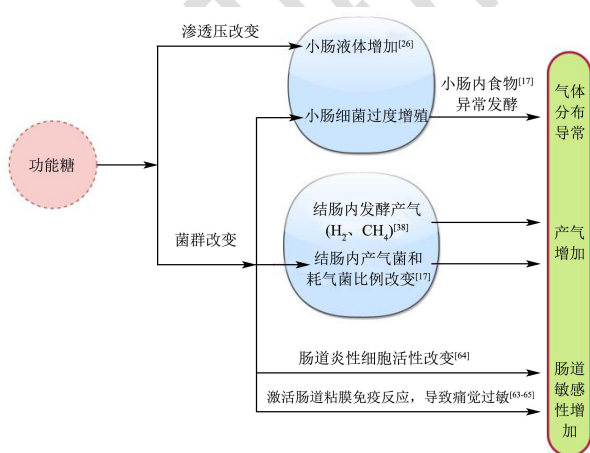 渗透压改变
小肠液体增加[26]
小肠内食物[17]
异常发酵
小肠细菌过度增殖
气体
分布
异常
功能糖
菌群改变
结肠内发酵产气
(H₂、CH₄)[38]
结肠内产气菌和
耗气菌比例改变[17]
产气
增加
肠道炎性细胞活性改变[64]
激活肠道粘膜免疫反应，导致痛觉过敏[63-65]
肠道
敏感
性增
加